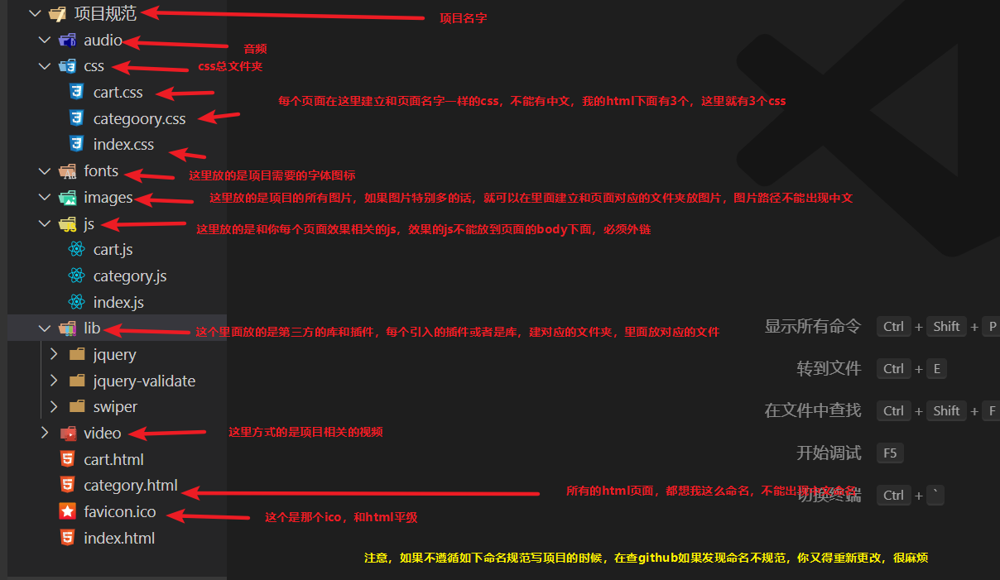 项目规范 项目名字
audio 音频
css css总文件夹
cart.css
每个页面在这里建立和页面名字一样的css，不能有中文，我的html下面有3个，这里就有3个css
categoory.css
index.css
fonts 这里放的是项目需要的字体图标
images 这里放的是项目的所有图片，如果图片特别多的话，就可以在里面建立和页面对应的文件夹放图片，图片路径不能出现中文
js 这里放的是和你每个页面效果相关的js，效果的js不能放到页面的body下面，必须外链
cart.js
category.js
index.js
lib 这个里面放的是第三方的库和插件，每个引入的插件或者是库，建对应的文件夹，里面放对应的文件
显示所有命令 Ctrl + Shift + P
jquery
转到文件 Ctrl + E
jquery-validate
swiper
在文件中查找 Ctrl + Shift + F
video 这里方式的是项目相关的视频
cart.html
开始调试 F5
category.html
所有的html页面，都想我这么命名，不能出现中文命名
切换终端 Ctrl + `
favicon.ico 这个是那个ico，和html平级
index.html
注意，如果不遵循如下命名规范写项目的时候，在查github如果发现命名不规范，你又得重新更改，很麻烦